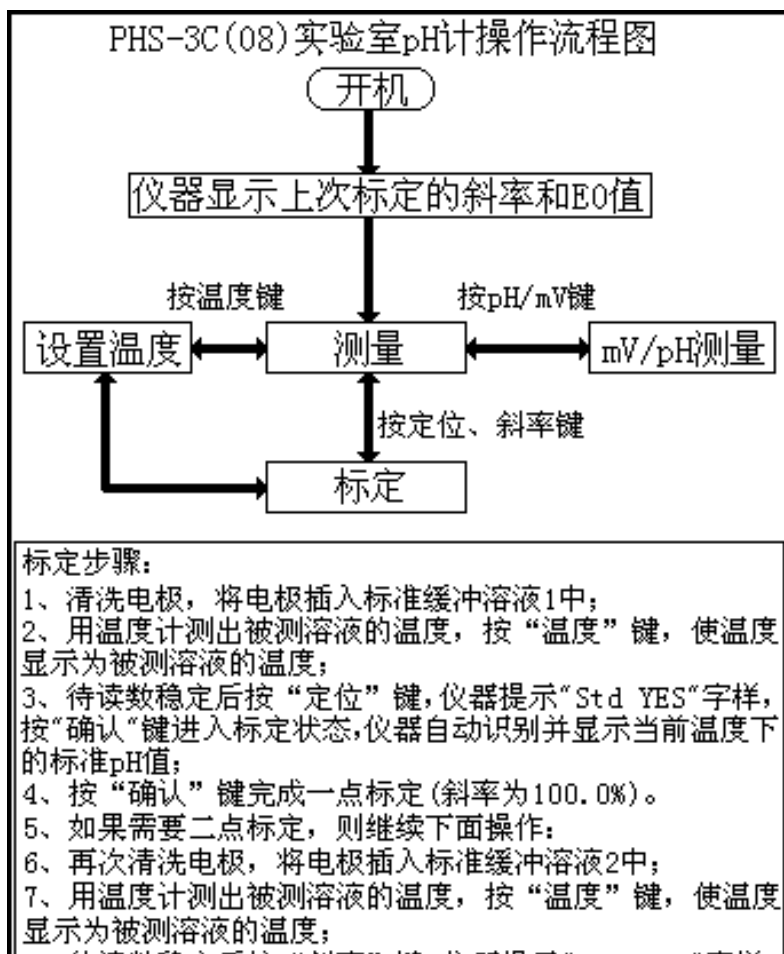 PHS-3C(08)实验室pH计操作流程图
开机
仪器显示上次标定的斜率和E0值
按温度键
按pH/mV键
设置温度
测量
mV/pH测量
按定位、斜率键
标定
标定步骤:
1、清洗电极，将电极插入标准缓冲溶液1中;
2、用温度计测出被测溶液的温度，按“温度”键，使温度
显示为被测溶液的温度;
3、待读数稳定后按“定位”键,仪器提示"Std YES"字样，
按"确认"键进入标定状态,仪器自动识别并显示当前温度下
的标准pH值;
4、按“确认”键完成一点标定(斜率为100.0%)。
5、如果需要二点标定，则继续下面操作:
6、再次清洗电极，将电极插入标准缓冲溶液2中;
7、用温度计测出被测溶液的温度，按“温度”键，使温度
显示为被测溶液的温度;